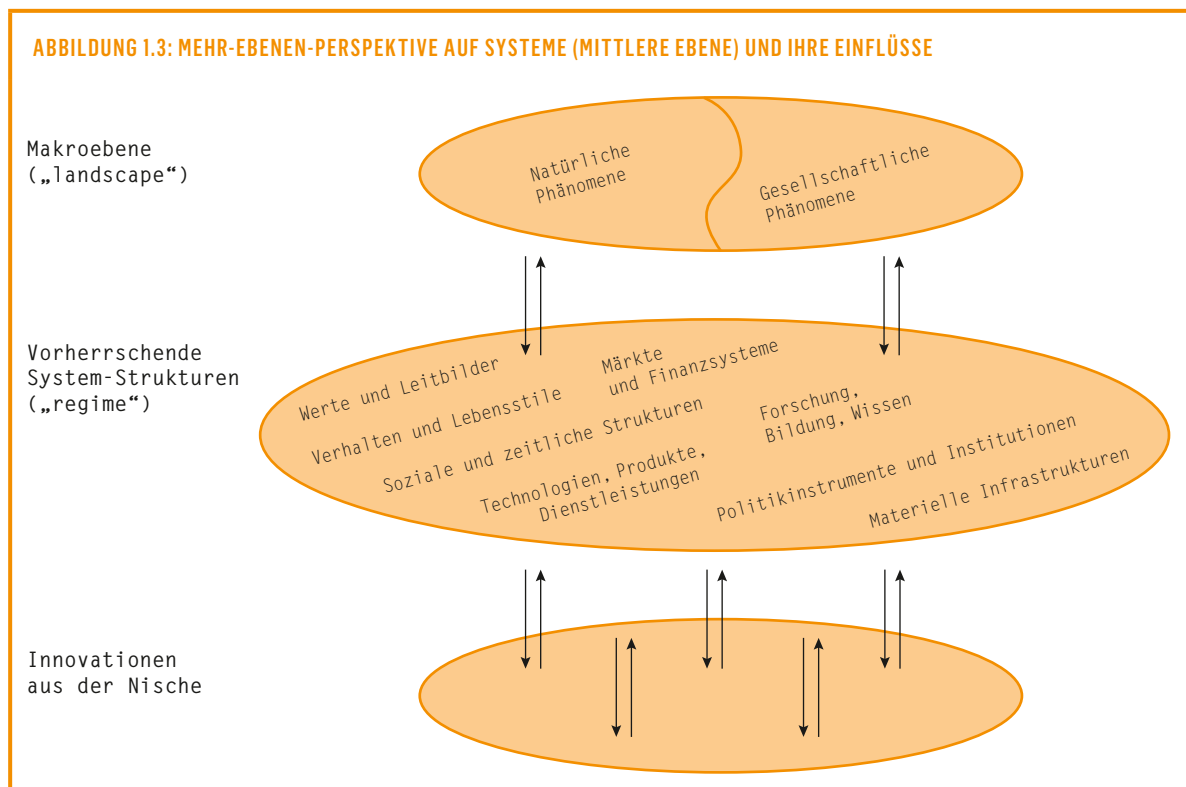 ABBILDUNG 1.3: MEHR-EBENEN-PERSPEKTIVE AUF SYSTEME (MITTLERE EBENE) UND IHRE EINFLÜSSE
Makroebene
(„landscape“)
Natürliche
Phänomene
Gesellschaftliche
Phänomene
Vorherrschende
System-Strukturen
(„regime“)
Werte und Leitbilder
Märkte
und Finanzsysteme
Verhalten und Lebensstile
Forschung,
Bildung, Wissen
Soziale und zeitliche Strukturen
Technologien, Produkte,
Dienstleistungen
Politikinstrumente und Institutionen
Materielle Infrastrukturen
Innovationen
aus der Nische